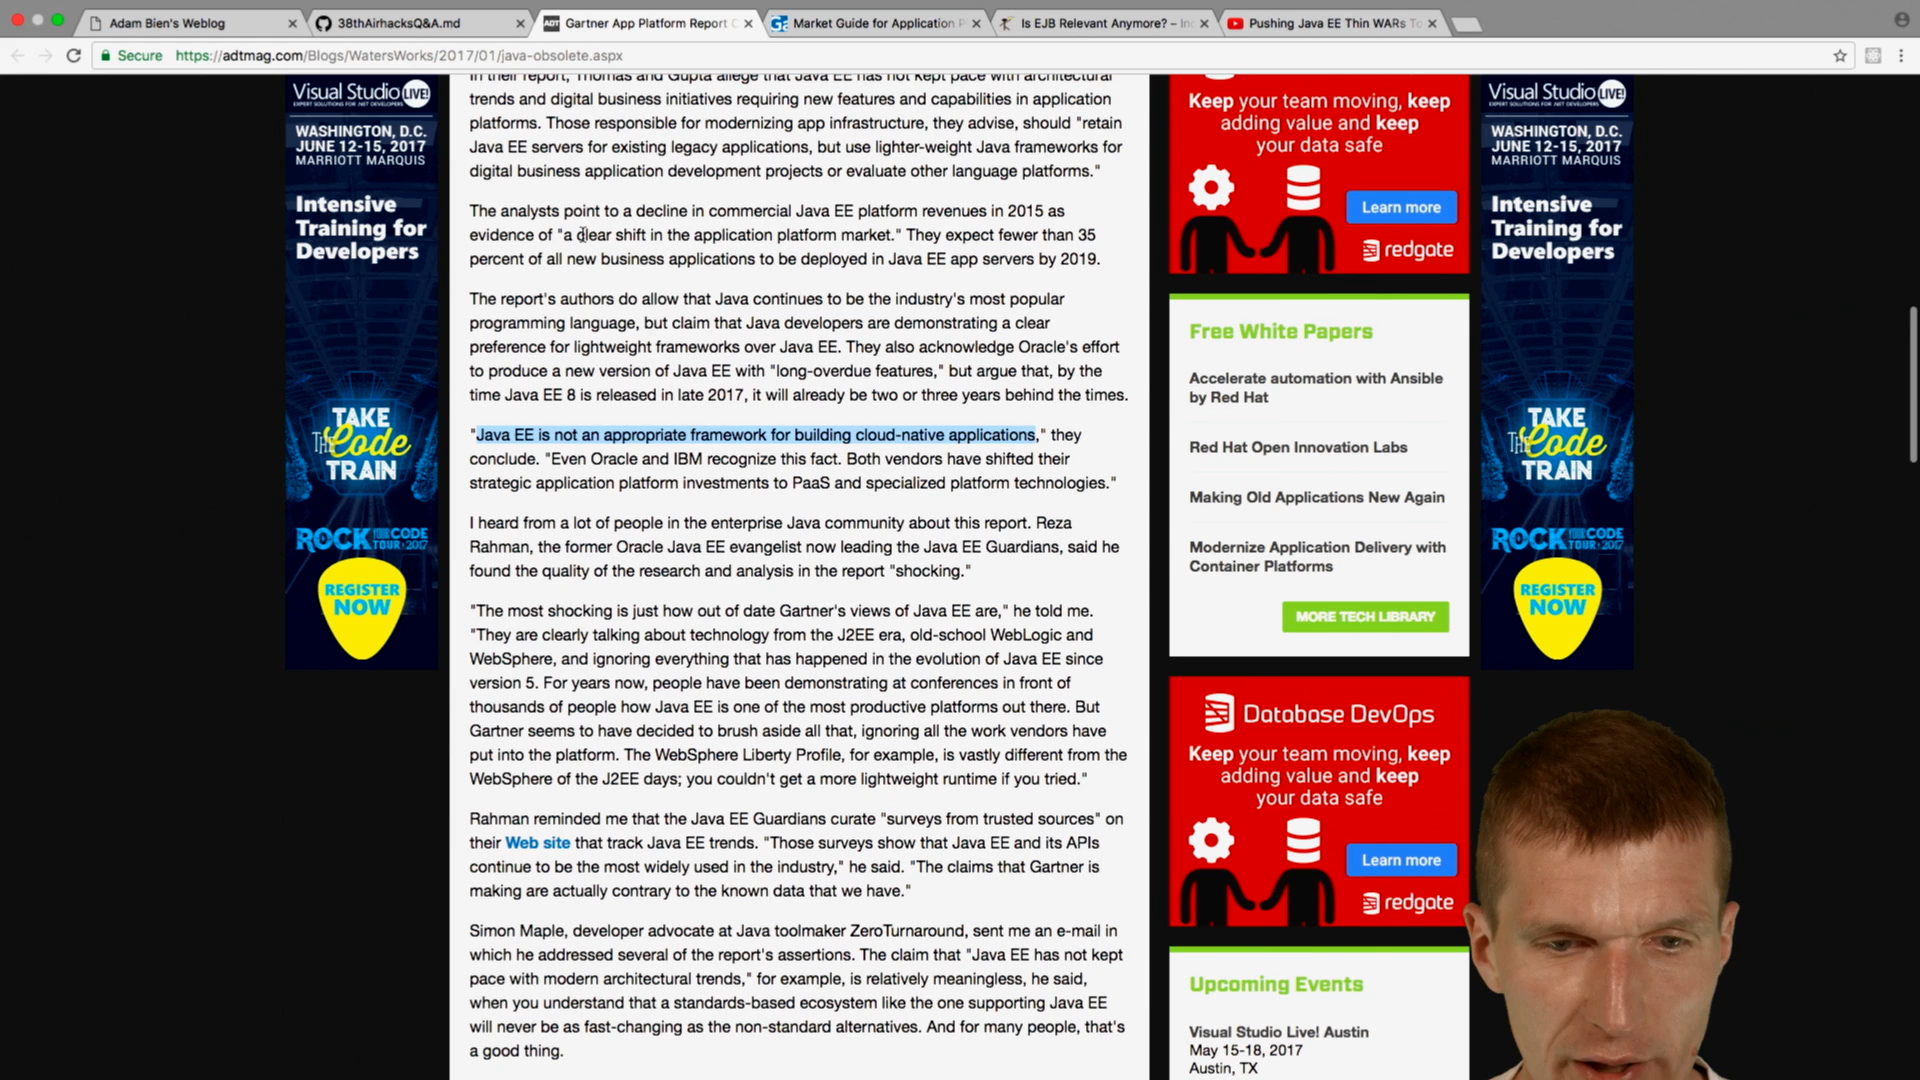 Adam Bien's Weblog
38thAirhacksQ&A.md
Gartner App Platform Report C
Market Guide for Application P
Is EJB Relevant Anymore? – In
Pushing Java EE Thin WARs To
Secure
https://adtmag.com/Blogs/WatersWorks/2017/01/java-obsolete.aspx
Visual Studio LIVE!
EXPERT SOLUTIONS FOR .NET DEVELOPERS
WASHINGTON, D.C.
JUNE 12-15, 2017
MARRIOTT MARQUIS
Intensive
Training for
Developers
TAKE
THE Code
TRAIN
ROCK YOUR CODE
TOUR 2017
REGISTER
NOW
In their report, Thomas and Gupta allege that Java EE has not kept pace with architectural
trends and digital business initiatives requiring new features and capabilities in application
platforms. Those responsible for modernizing app infrastructure, they advise, should "retain
Java EE servers for existing legacy applications, but use lighter-weight Java frameworks for
digital business application development projects or evaluate other language platforms."
The analysts point to a decline in commercial Java EE platform revenues in 2015 as
evidence of "a clear shift in the application platform market." They expect fewer than 35
percent of all new business applications to be deployed in Java EE app servers by 2019.
The report's authors do allow that Java continues to be the industry's most popular
programming language, but claim that Java developers are demonstrating a clear
preference for lightweight frameworks over Java EE. They also acknowledge Oracle's effort
to produce a new version of Java EE with "long-overdue features," but argue that, by the
time Java EE 8 is released in late 2017, it will already be two or three years behind the times.
"Java EE is not an appropriate framework for building cloud-native applications," they
conclude. "Even Oracle and IBM recognize this fact. Both vendors have shifted their
strategic application platform investments to PaaS and specialized platform technologies."
I heard from a lot of people in the enterprise Java community about this report. Reza
Rahman, the former Oracle Java EE evangelist now leading the Java EE Guardians, said he
found the quality of the research and analysis in the report "shocking."
"The most shocking is just how out of date Gartner's views of Java EE are," he told me.
"They are clearly talking about technology from the J2EE era, old-school WebLogic and
WebSphere, and ignoring everything that has happened in the evolution of Java EE since
version 5. For years now, people have been demonstrating at conferences in front of
thousands of people how Java EE is one of the most productive platforms out there. But
Gartner seems to have decided to brush aside all that, ignoring all the work vendors have
put into the platform. The WebSphere Liberty Profile, for example, is vastly different from the
WebSphere of the J2EE days; you couldn't get a more lightweight runtime if you tried."
Rahman reminded me that the Java EE Guardians curate "surveys from trusted sources" on
their Web site that track Java EE trends. "Those surveys show that Java EE and its APIs
continue to be the most widely used in the industry," he said. "The claims that Gartner is
making are actually contrary to the known data that we have."
Simon Maple, developer advocate at Java toolmaker ZeroTurnaround, sent me an e-mail in
which he addressed several of the report's assertions. The claim that "Java EE has not kept
pace with modern architectural trends," for example, is relatively meaningless, he said,
when you understand that a standards-based ecosystem like the one supporting Java EE
will never be as fast-changing as the non-standard alternatives. And for many people, that's
a good thing.
Keep your team moving, keep
adding value and keep
your data safe
Learn more
redgate
Free White Papers
Accelerate automation with Ansible
by Red Hat
Red Hat Open Innovation Labs
Making Old Applications New Again
Modernize Application Delivery with
Container Platforms
MORE TECH LIBRARY
Database DevOps
Keep your team moving, keep
adding value and keep
your data safe
Learn more
redgate
Upcoming Events
Visual Studio Live! Austin
May 15-18, 2017
Austin, TX
Visual Studio LIVE!
EXPERT SOLUTIONS FOR .NET DEVELOPERS
WASHINGTON, D.C.
JUNE 12-15, 2017
MARRIOTT MARQUIS
Intensive
Training for
Developers
TAKE
THE Code
TRAIN
ROCK YOUR CODE
TOUR 2017
REGISTER
NOW